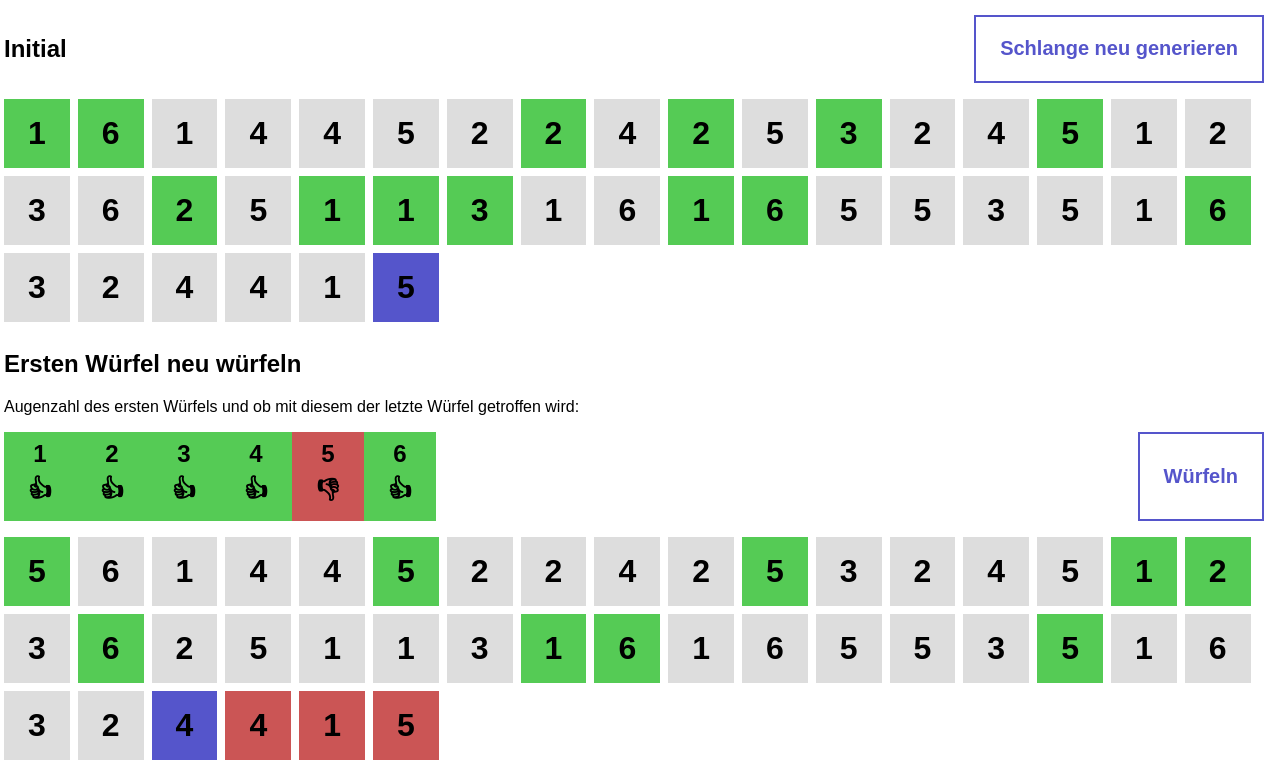 Initial
Schlange neu generieren
1 6 1 4 4 5 2 2 4 2 5 3 2 4 5 1 2
3 6 2 5 1 1 3 1 6 1 6 5 5 3 5 1 6
3 2 4 4 1 5
Ersten Würfel neu würfeln
Augenzahl des ersten Würfels und ob mit diesem der letzte Würfel getroffen wird:
1 2 3 4 5 6
👍 👍 👍 👍 👎 👍
Würfeln
5 6 1 4 4 5 2 2 4 2 5 3 2 4 5 1 2
3 6 2 5 1 1 3 1 6 1 6 5 5 3 5 1 6
3 2 4 4 1 5